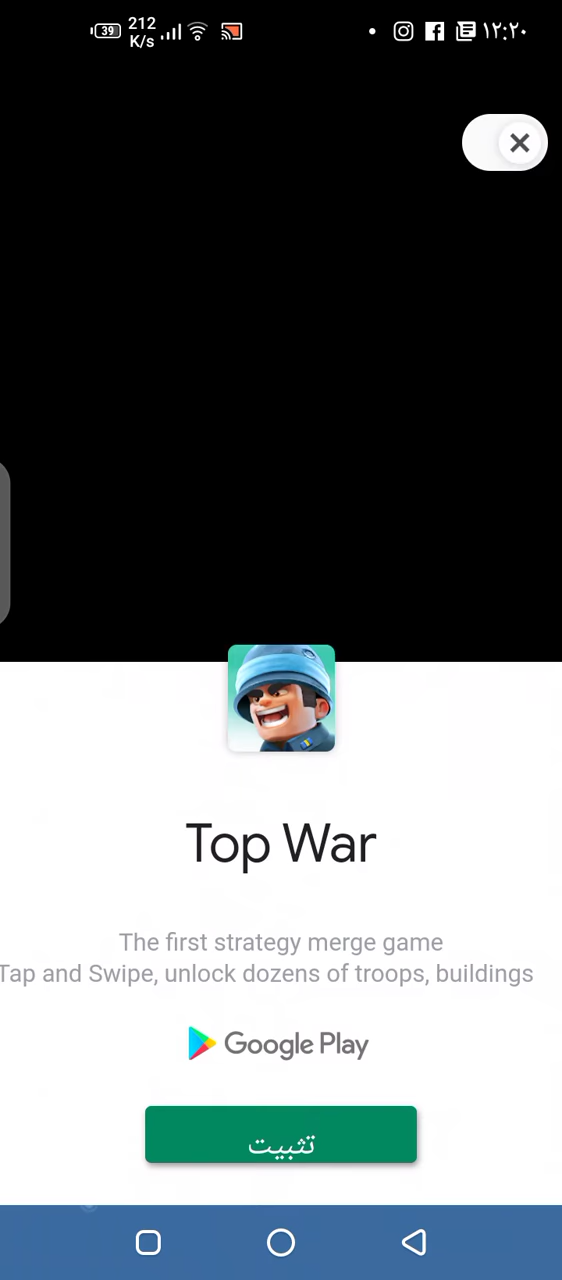 39 212 K/s ١٢:٢٠
Top War
The first strategy merge game
Tap and Swipe, unlock dozens of troops, buildings
Google Play
تثبيت